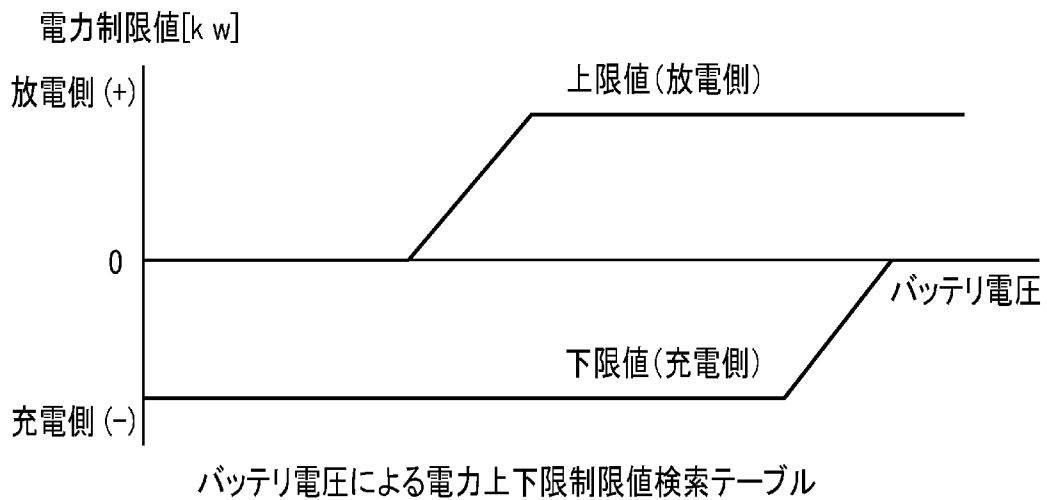 電力制限値[kw]
放電側(+)
上限値(放電側)
0
バッテリ電圧
下限値(充電側)
充電側(-)
バッテリ電圧による電力上下限制限値検索テーブル